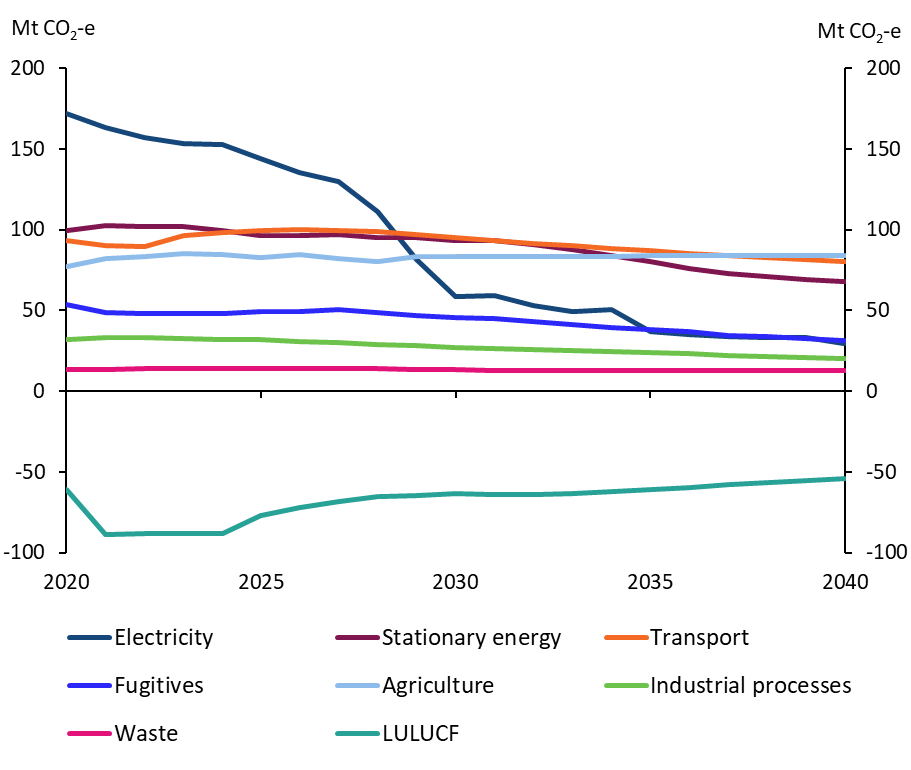 Mt CO2-e Mt CO2-e
200 200
150 150
100 100
50 50
0 0
-50 -50
-100 -100
2020 2025 2030 2035 2040
Electricity Stationary energy Transport
Fugitives Agriculture Industrial processes
Waste LULUCF